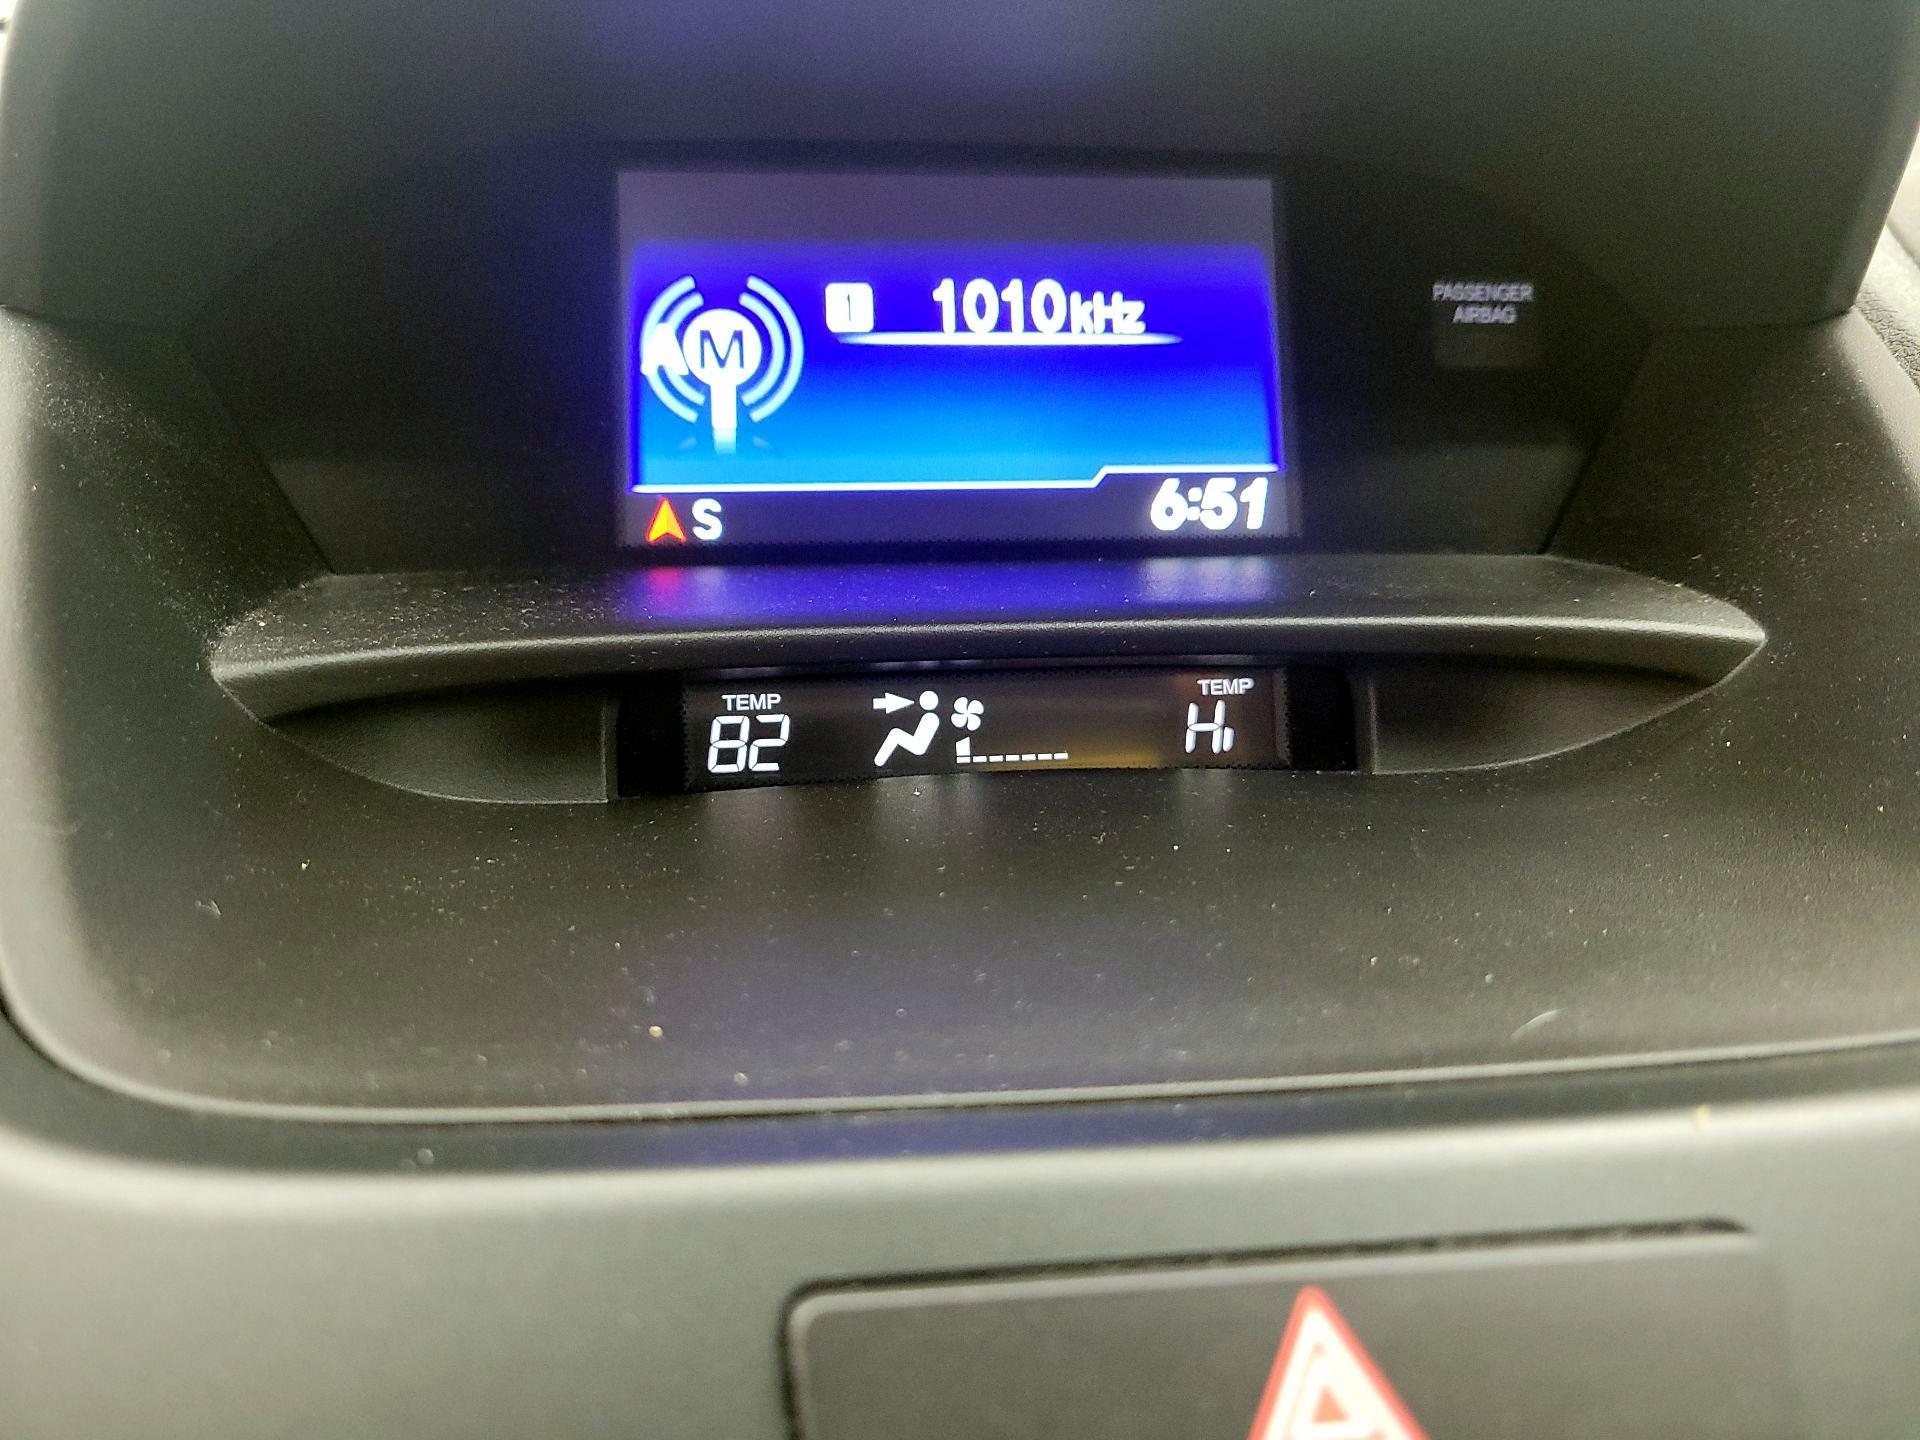 AM
1 1010kHz
S 6:51
PASSENGER
AIRBAG
TEMP TEMP
82 Hi